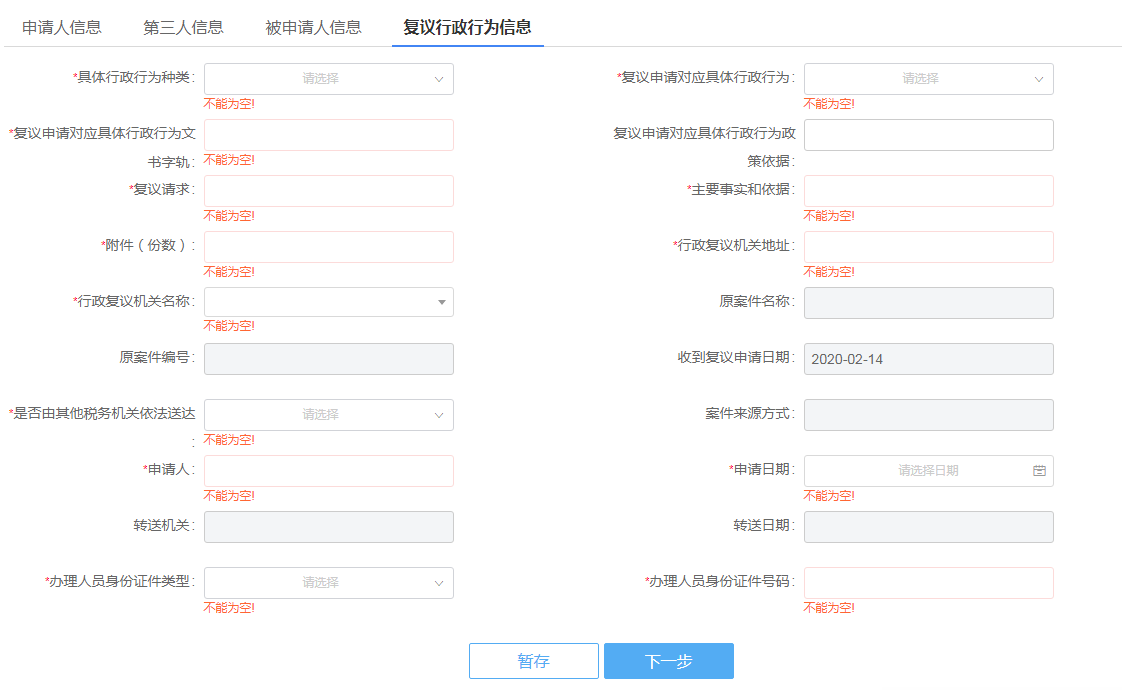 申请人信息 第三人信息 被申请人信息 复议行政行为信息
*具体行政行为种类: 请选择 *复议申请对应具体行政行为: 请选择
不能为空! 不能为空!
*复议申请对应具体行政行为文 复议申请对应具体行政行为政
书字轨: 不能为空! 策依据:
*复议请求: *主要事实和依据:
不能为空! 不能为空!
*附件（份数）: *行政复议机关地址:
不能为空! 不能为空!
*行政复议机关名称: 原案件名称:
不能为空!
原案件编号: 收到复议申请日期: 2020-02-14
*是否由其他税务机关依法送达 请选择 案件来源方式:
: 不能为空!
*申请人: *申请日期: 请选择日期
不能为空! 不能为空!
转送机关: 转送日期:
*办理人员身份证件类型: 请选择 *办理人员身份证件号码:
不能为空! 不能为空!
暂存 下一步